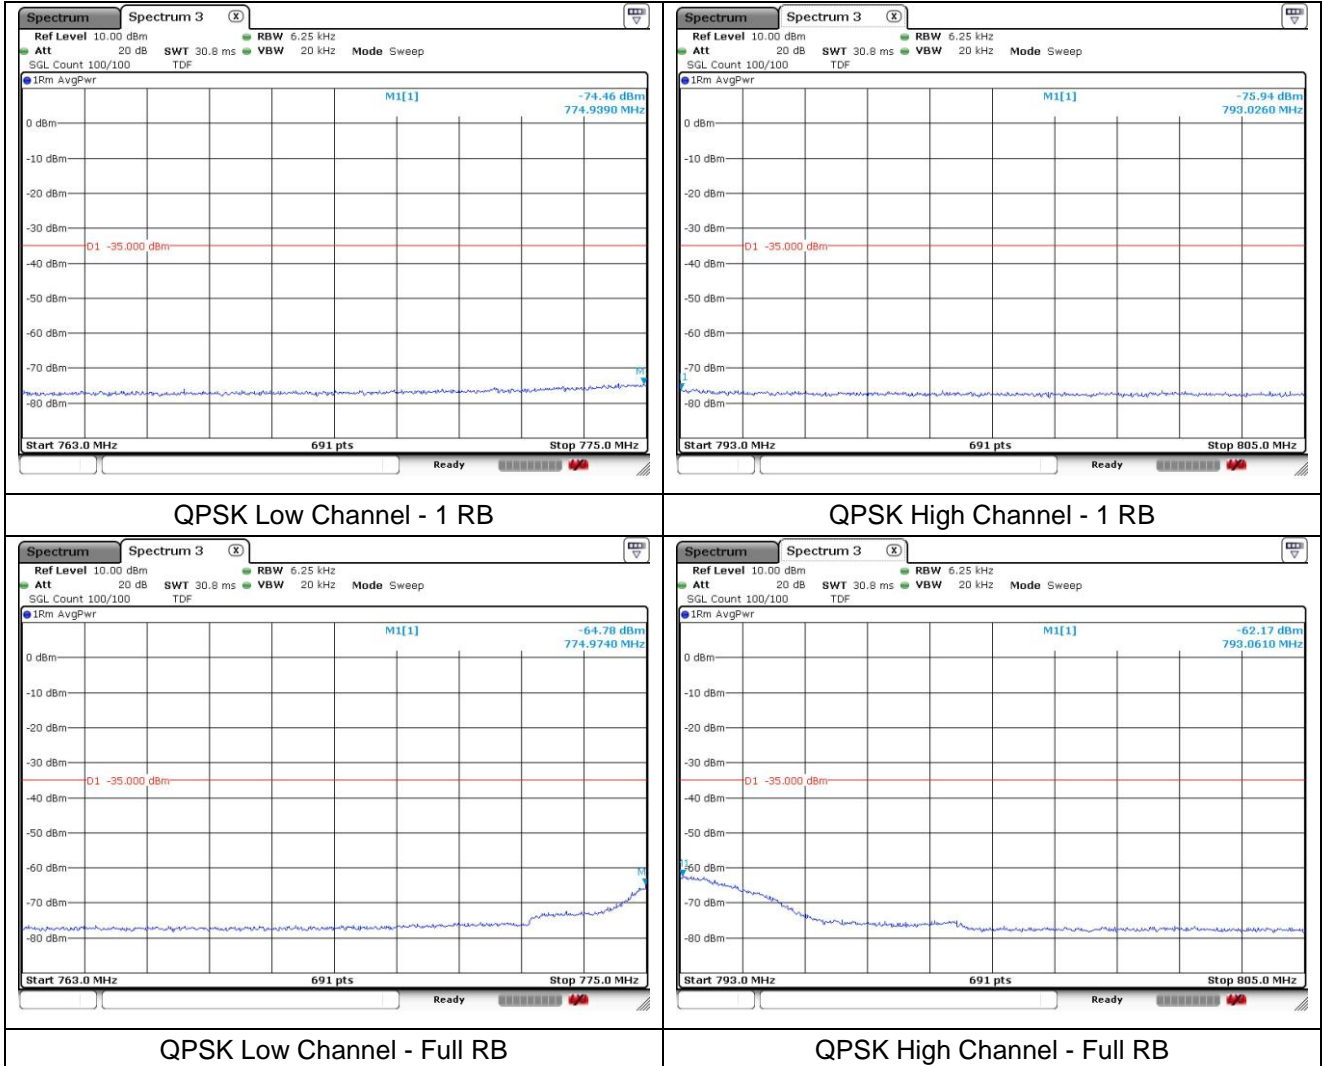 Spectrum Spectrum 3 X
Ref Level 10.00 dBm RBW 6.25 kHz
Att 20 dB SWT 30.8 ms VBW 20 kHz Mode Sweep
SGL Count 100/100 TDF
1Rm AvgPwr
M1[1] -74.46 dBm
774.9390 MHz
0 dBm
-10 dBm
-20 dBm
-30 dBm
D1 -35.000 dBm
-40 dBm
-50 dBm
-60 dBm
-70 dBm
M
-80 dBm
Start 763.0 MHz 691 pts Stop 775.0 MHz
Ready
QPSK Low Channel - 1 RB
Spectrum Spectrum 3 X
Ref Level 10.00 dBm RBW 6.25 kHz
Att 20 dB SWT 30.8 ms VBW 20 kHz Mode Sweep
SGL Count 100/100 TDF
1Rm AvgPwr
M1[1] -75.94 dBm
793.0260 MHz
0 dBm
-10 dBm
-20 dBm
-30 dBm
D1 -35.000 dBm
-40 dBm
-50 dBm
-60 dBm
-70 dBm
1
-80 dBm
Start 793.0 MHz 691 pts Stop 805.0 MHz
Ready
QPSK High Channel - 1 RB
Spectrum Spectrum 3 X
Ref Level 10.00 dBm RBW 6.25 kHz
Att 20 dB SWT 30.8 ms VBW 20 kHz Mode Sweep
SGL Count 100/100 TDF
1Rm AvgPwr
M1[1] -64.78 dBm
774.9740 MHz
0 dBm
-10 dBm
-20 dBm
-30 dBm
D1 -35.000 dBm
-40 dBm
-50 dBm
-60 dBm
M
-70 dBm
-80 dBm
Start 763.0 MHz 691 pts Stop 775.0 MHz
Ready
QPSK Low Channel - Full RB
Spectrum Spectrum 3 X
Ref Level 10.00 dBm RBW 6.25 kHz
Att 20 dB SWT 30.8 ms VBW 20 kHz Mode Sweep
SGL Count 100/100 TDF
1Rm AvgPwr
M1[1] -62.17 dBm
793.0610 MHz
0 dBm
-10 dBm
-20 dBm
-30 dBm
D1 -35.000 dBm
-40 dBm
-50 dBm
1
-60 dBm
-70 dBm
-80 dBm
Start 793.0 MHz 691 pts Stop 805.0 MHz
Ready
QPSK High Channel - Full RB